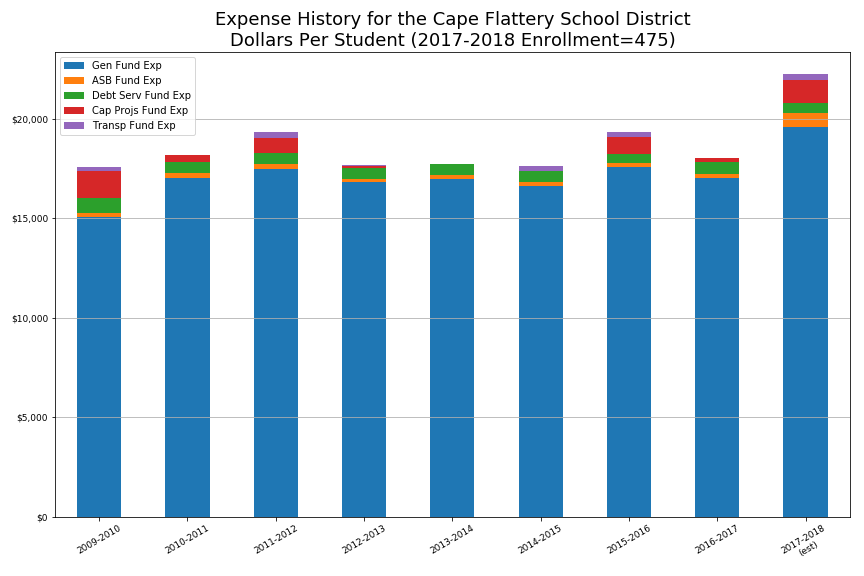 Expense History for the Cape Flattery School District
Dollars Per Student (2017-2018 Enrollment=475)
Gen Fund Exp
ASB Fund Exp
Debt Serv Fund Exp
Cap Projs Fund Exp
Transp Fund Exp
$20,000
$15,000
$10,000
$5,000
$0
2009-2010
2010-2011
2011-2012
2012-2013
2013-2014
2014-2015
2015-2016
2016-2017
2017-2018
(est)